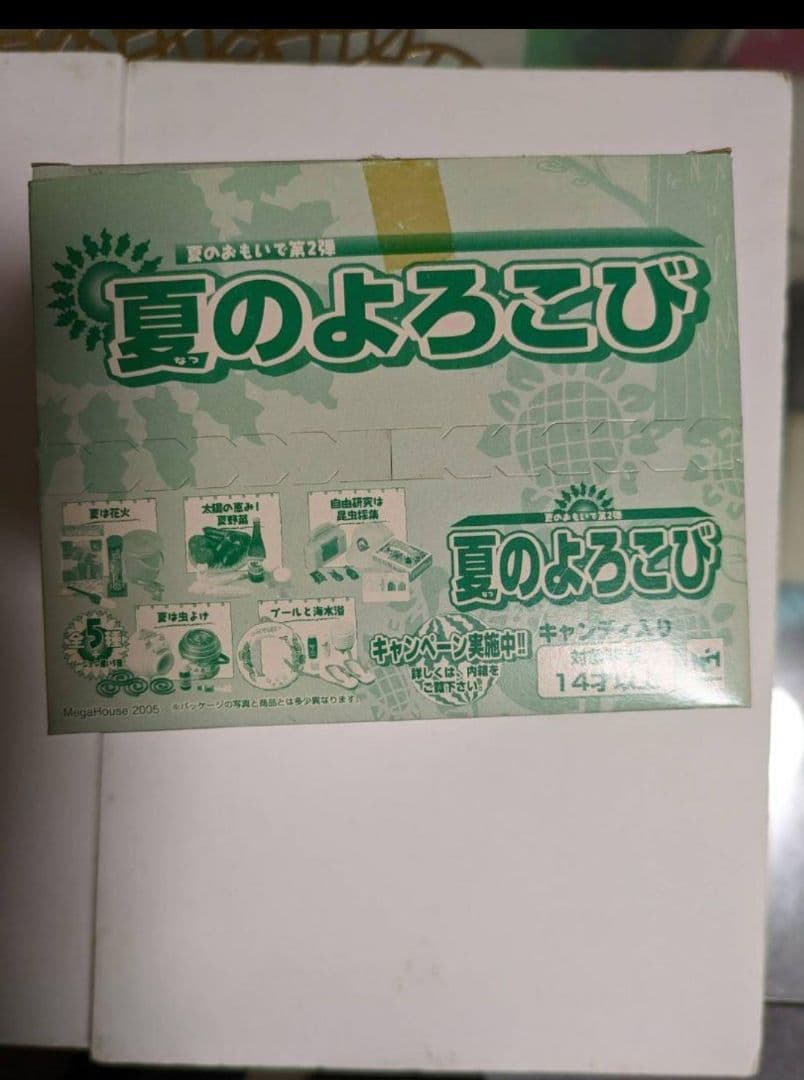 夏のおもいで第2弾
夏のよろこび
なつ
夏は花火
太陽の恵み!
夏野菜
自由研究は
昆虫採集
夏のおもいで第2弾
夏のよろこび
全5種
夏は虫よけ
プールと海水浴
キャンペーン実施中!!
詳しくは、内箱を
ご覧下さい。
キャンディ入り
対象年齢
14才以上
MegaHouse 2005
※パッケージの写真と商品とは多少異なります。